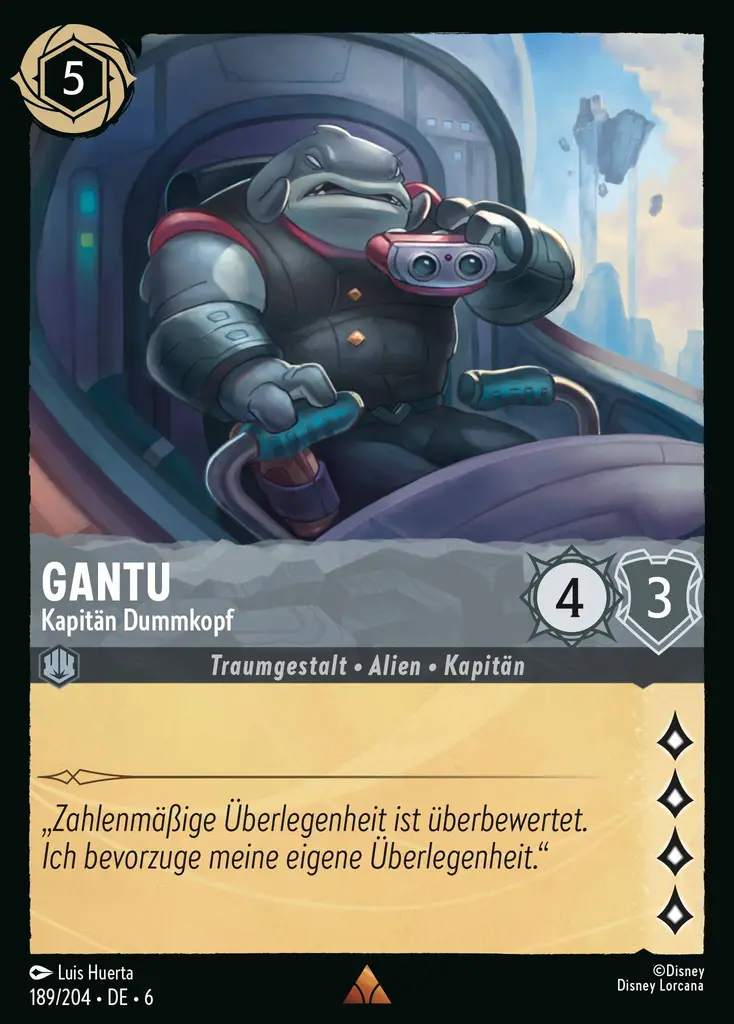 5
GANTU
Kapitän Dummkopf
4
3
Traumgestalt • Alien • Kapitän
„Zahlenmäßige Überlegenheit ist überbewertet.
Ich bevorzuge meine eigene Überlegenheit.“
Luis Huerta
189/204 • DE • 6
©Disney
Disney Lorcana